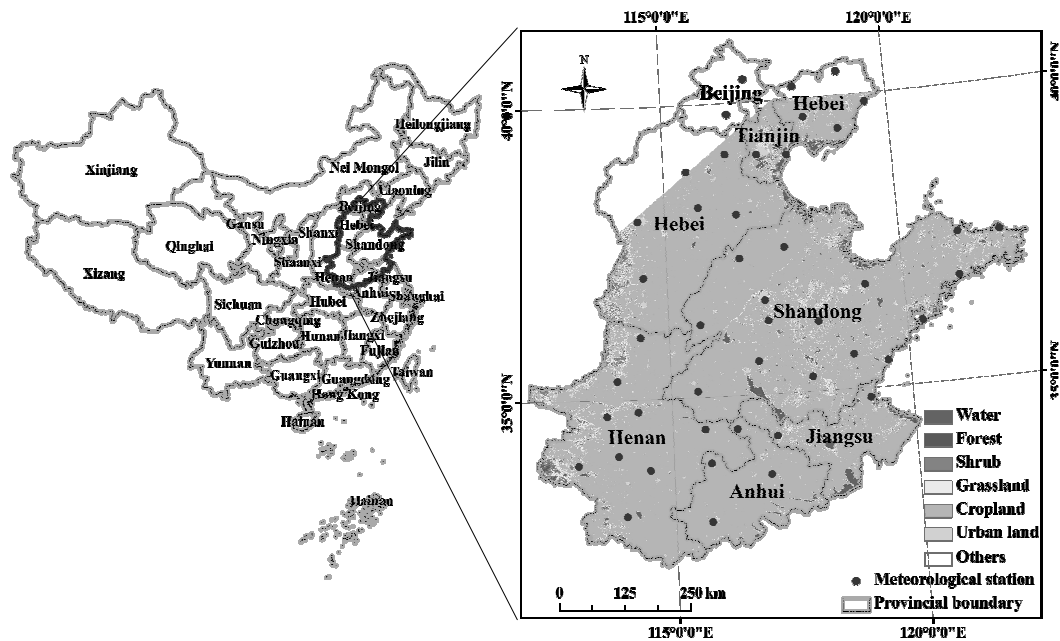 Xinjiang
Xizang
Qinghai
Gansu
Ningxia
Shanxi
Shaanxi
Sichuan
Chongqing
Guizhou
Yunnan
Guangxi
Hainan
Nei Mongol
Heilongjiang
Jilin
Liaoning
Beijing
Hebei
Shandong
Henan
Jiangsu
Anhui
Shanghai
Hubei
Zhejiang
Hunan
Jiangxi
Fujian
Guangdong
Taiwan
Hong Kong
Hainan
115°0'0"E
120°0'0"E
40°0'0"N
35°0'0"N
40°0'0"N
35°0'0"N
N
Beijing
Hebei
Tianjin
Hebei
Shandong
Henan
Jiangsu
Anhui
Water
Forest
Shrub
Grassland
Cropland
Urban land
Others
Meteorological station
Provincial boundary
0 125 250 km
115°0'0"E
120°0'0"E